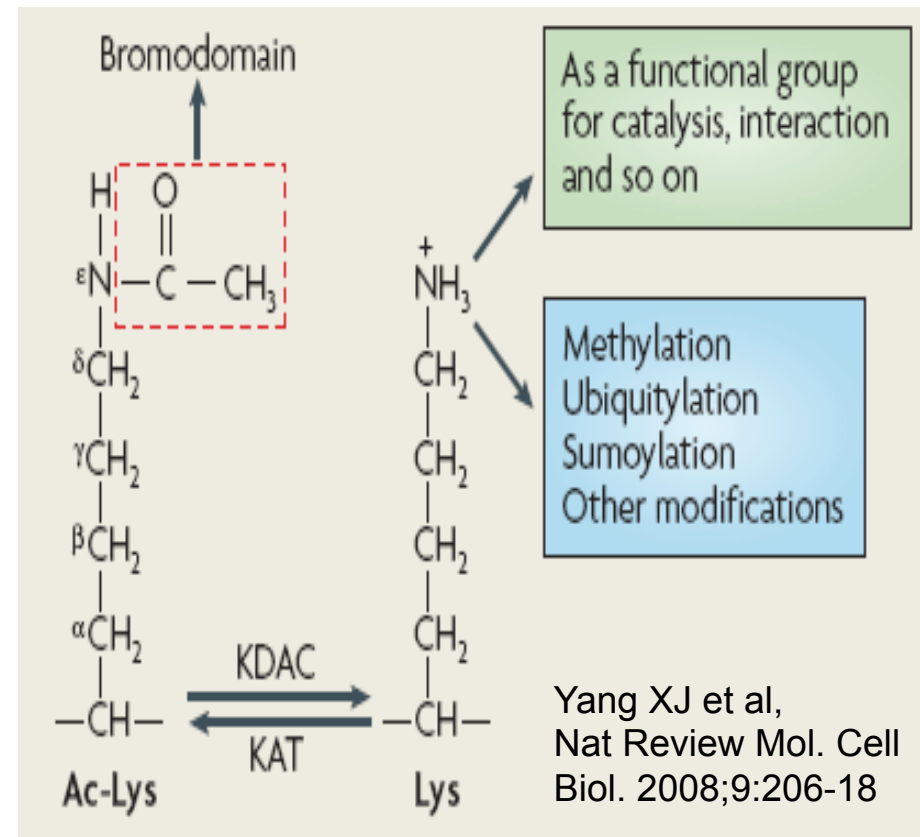 Bromodomain
H O
εN—C—CH3
δCH2
γCH2
βCH2
αCH2
—CH—
Ac-Lys
KDAC
KAT
+
NH3
CH2
CH2
CH2
CH2
—CH—
Lys
As a functional group
for catalysis, interaction
and so on
Methylation
Ubiquitylation
Sumoylation
Other modifications
Yang XJ et al,
Nat Review Mol. Cell
Biol. 2008;9:206-18